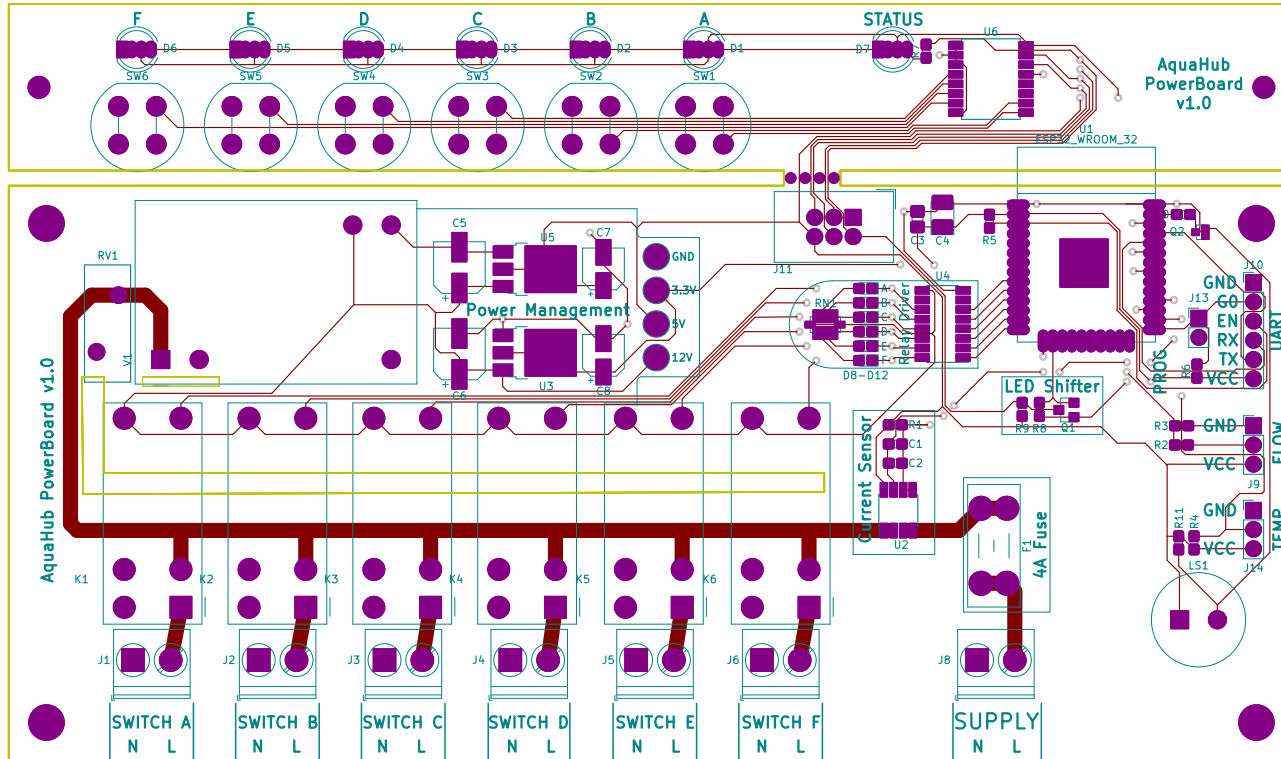 F E D C B A STATUS
D6 D5 D4 D3 D2 D1 D7 U6
SW6 SW5 SW4 SW3 SW2 SW1
AquaHub
PowerBoard
v1.0
U1
ESP32_WROOM_32
C5 U5 C7 J11 C3 C4 R5 Q2
RV1 GND U4 J10
3.3V RN1 A GND
Power Management B J13 G0
5V C EN
D RX
V1 12V E TX
F VCC
C6 U3 C8 D8-D12 R6
Relay Driver
PROG
UART
LED Shifter
R9 R8 Q1
AquaHub PowerBoard v1.0
Current Sensor
R1
C1
C2
U2
R3 GND
R2
VCC
J9
FLOW
4A Fuse
F1
R11 R4 GND
VCC
J14
TEMP
LS1
K1 K2 K3 K4 K5 K6
J1 J2 J3 J4 J5 J6 J8
SWITCH A SWITCH B SWITCH C SWITCH D SWITCH E SWITCH F SUPPLY
N L N L N L N L N L N L N L